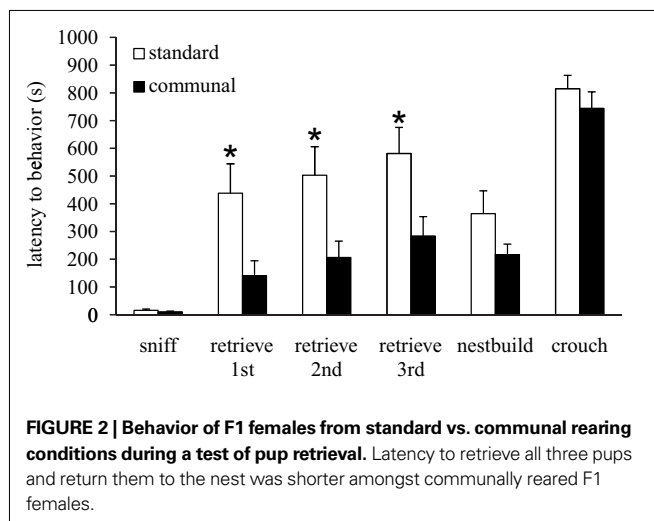 1000
900
800
700
600
500
400
300
200
100
0
latency to behavior (s)
standard
communal
*
*
*
sniff
retrieve
1st
retrieve
2nd
retrieve
3rd
nestbuild
crouch
FIGURE 2 | Behavior of F1 females from standard vs. communal rearing
conditions during a test of pup retrieval. Latency to retrieve all three pups
and return them to the nest was shorter amongst communally reared F1
females.